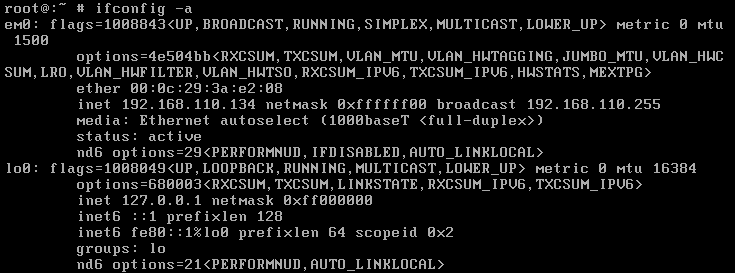 root@:~ # ifconfig -a
em0: flags=1008843<UP,BROADCAST,RUNNING,SIMPLEX,MULTICAST,LOWER_UP> metric 0 mtu
 1500
        options=4e504bb<RXCSUM,TXCSUM,VLAN_MTU,VLAN_HWTAGGING,JUMBO_MTU,VLAN_HWC
SUM,LRO,VLAN_HWFILTER,VLAN_HWTSO,RXCSUM_IPV6,TXCSUM_IPV6,HWSTATS,MEXTPG>
        ether 00:0c:29:3a:e2:08
        inet 192.168.110.134 netmask 0xffffff00 broadcast 192.168.110.255
        media: Ethernet autoselect (1000baseT <full-duplex>)
        status: active
        nd6 options=29<PERFORMNUD,IFDISABLED,AUTO_LINKLOCAL>
lo0: flags=1008049<UP,LOOPBACK,RUNNING,MULTICAST,LOWER_UP> metric 0 mtu 16384
        options=680003<RXCSUM,TXCSUM,LINKSTATE,RXCSUM_IPV6,TXCSUM_IPV6>
        inet 127.0.0.1 netmask 0xff000000
        inet6 ::1 prefixlen 128
        inet6 fe80::1%lo0 prefixlen 64 scopeid 0x2
        groups: lo
        nd6 options=21<PERFORMNUD,AUTO_LINKLOCAL>